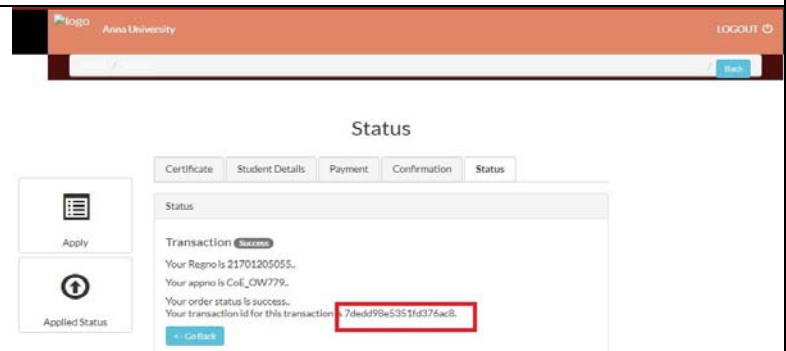 logo
Anna University
LOGOUT
/
/ Back
Status
Certificate Student Details Payment Confirmation Status
Status
Apply
Transaction Success
Your Regno is 21701205055..
Your appno is CoE_OW779..
Your order status is success..
Your transaction id for this transaction 7dedd98e5351fd376ac8.
Applied Status
<- Go Back